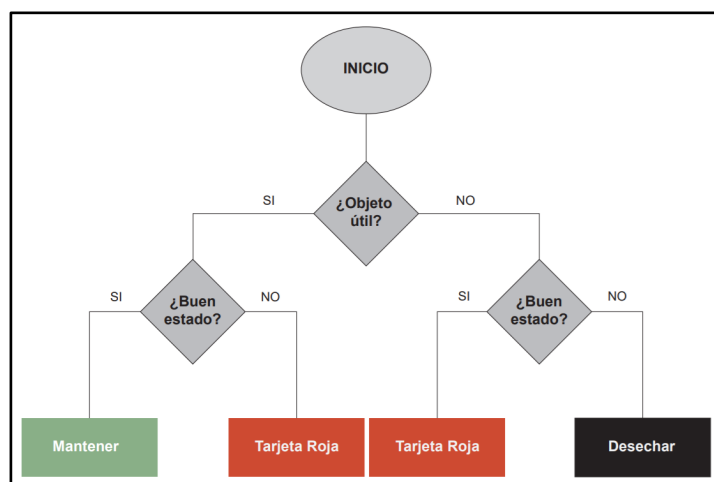 INICIO
¿Objeto
útil?
SI
NO
¿Buen
estado?
SI
NO
¿Buen
estado?
SI
NO
Mantener
Tarjeta Roja
Tarjeta Roja
Desechar